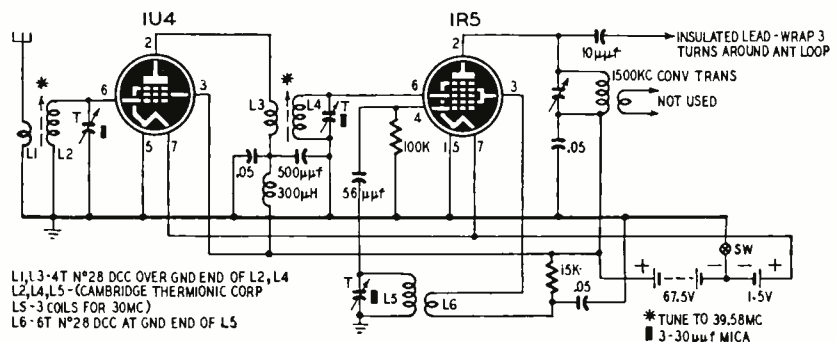 1U4
1R5
2
2
10μμf
INSULATED LEAD - WRAP 3
TURNS AROUND ANT LOOP
1500KC CONV TRANS
NOT USED
*
*
6
3
L3
L4
T
6
4
3
T
L1
L2
5
7
.05
500μμf
300μH
56μμf
100K
1,5
7
.05
L1,L3-4T Nº28 DCC OVER GND END OF L2,L4
L2,L4,L5-(CAMBRIDGE THERMIONIC CORP
LS-3 COILS FOR 30MC)
L6-6T Nº28 DCC AT GND END OF L5
T
L5
L6
15K
.05
SW
+
-
-
+
67.5V
1.5V
* TUNE TO 39.58MC
3-30μμf MICA